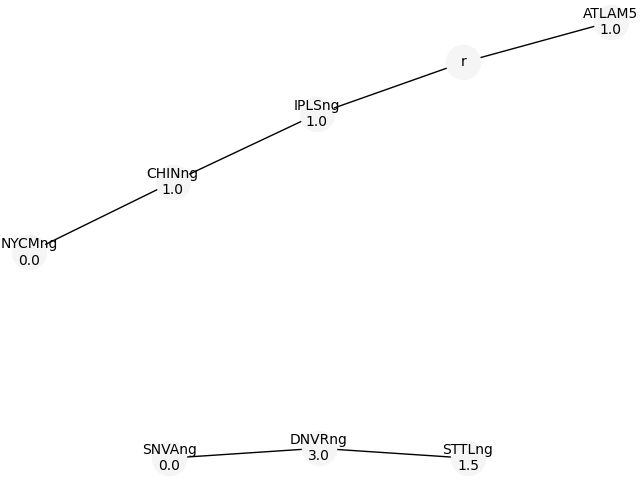 ATLAM5
1.0
r
IPLSng
1.0
CHINng
1.0
NYCMng
0.0
SNVAng
0.0
DNVRng
3.0
STTLng
1.5